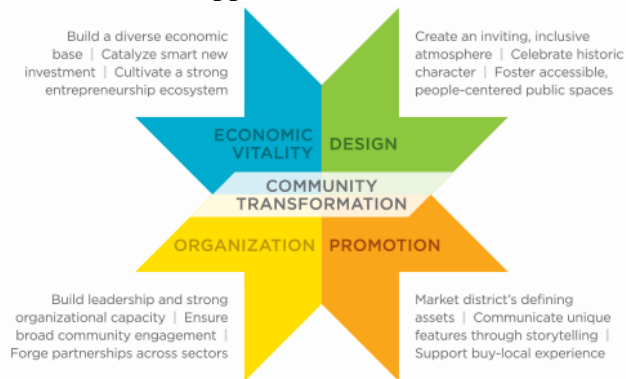 Build a diverse economic
base | Catalyze smart new
investment | Cultivate a strong
entrepreneurship ecosystem
Create an inviting, inclusive
atmosphere | Celebrate historic
character | Foster accessible,
people-centered public spaces
ECONOMIC
VITALITY
DESIGN
COMMUNITY
TRANSFORMATION
ORGANIZATION
PROMOTION
Build leadership and strong
organizational capacity | Ensure
broad community engagement |
Forge partnerships across sectors
Market district's defining
assets | Communicate unique
features through storytelling |
Support buy-local experience